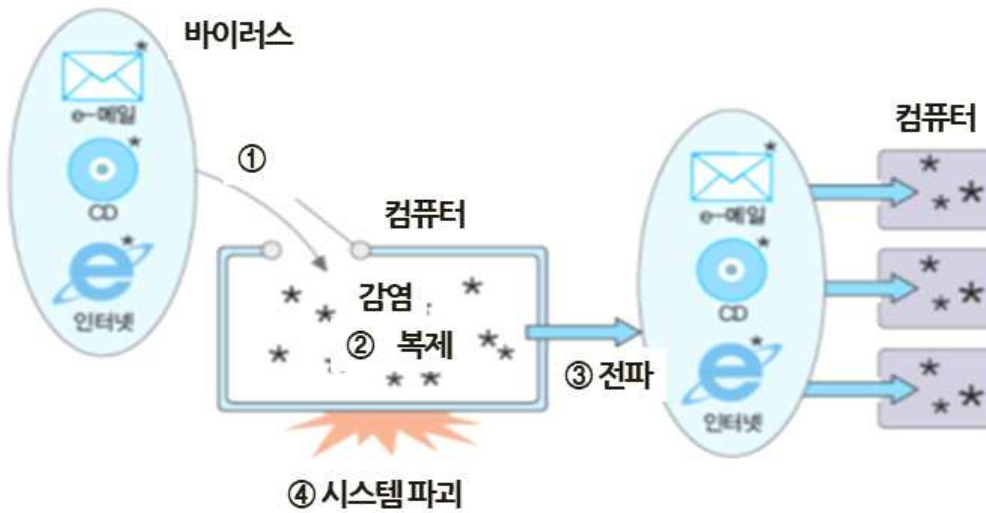 바이러스
e-메일
CD
인터넷
①
컴퓨터
감염
② 복제
③ 전파
④ 시스템 파괴
e-메일
CD
인터넷
컴퓨터